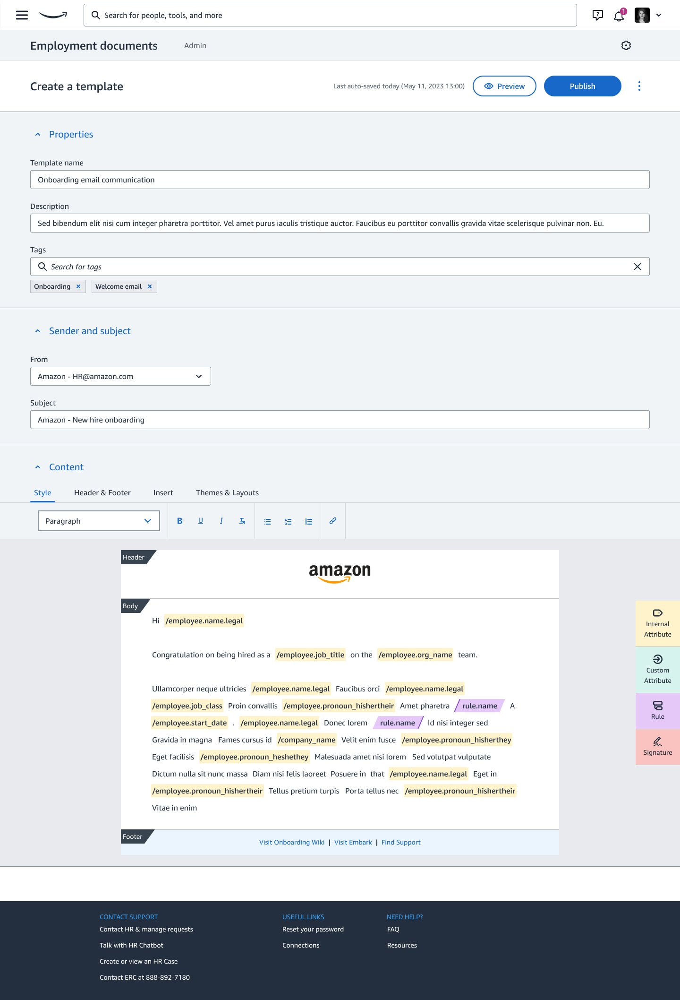 Search for people, tools, and more
1
Employment documents Admin
Create a template Last auto-saved today (May 11, 2023 13:00) Preview Publish
Properties
Template name
Onboarding email communication
Description
Sed bibendum elit nisi cum integer pharetra porttitor. Vel amet purus iaculis tristique auctor. Faucibus eu porttitor convallis gravida vitae scelerisque pulvinar non. Eu.
Tags
Search for tags
Onboarding Welcome email
Sender and subject
From
Amazon - HR@amazon.com
Subject
Amazon - New hire onboarding
Content
Style Header & Footer Insert Themes & Layouts
Paragraph B U I Tx
Header
amazon
Body
Hi /employee.name.legal
Congratulation on being hired as a /employee.job_title on the /employee.org_name team.
Ullamcorper neque ultricies /employee.name.legal Faucibus orci /employee.name.legal
/employee.job_class Proin convallis /employee.pronoun_hishertheir Amet pharetra rule.name A
/employee.start_date . /employee.name.legal Donec lorem rule.name Id nisi integer sed
Gravida in magna Fames cursus id /company_name Velit enim fusce /employee.pronoun_hisherthey
Eget facilisis /employee.pronoun_heshethey Malesuada amet nisi lorem Sed volutpat vulputate
Dictum nulla sit nunc massa Diam nisi felis laoreet Posuere in that /employee.name.legal Eget in
/employee.pronoun_hishertheir Tellus pretium turpis Porta tellus nec /employee.pronoun_hishertheir
Vitae in enim
Internal
Attribute
Custom
Attribute
Rule
Signature
Footer
Visit Onboarding Wiki | Visit Embark | Find Support
CONTACT SUPPORT
Contact HR & manage requests
Talk with HR Chatbot
Create or view an HR Case
Contact ERC at 888-892-7180
USEFUL LINKS
Reset your password
Connections
NEED HELP?
FAQ
Resources